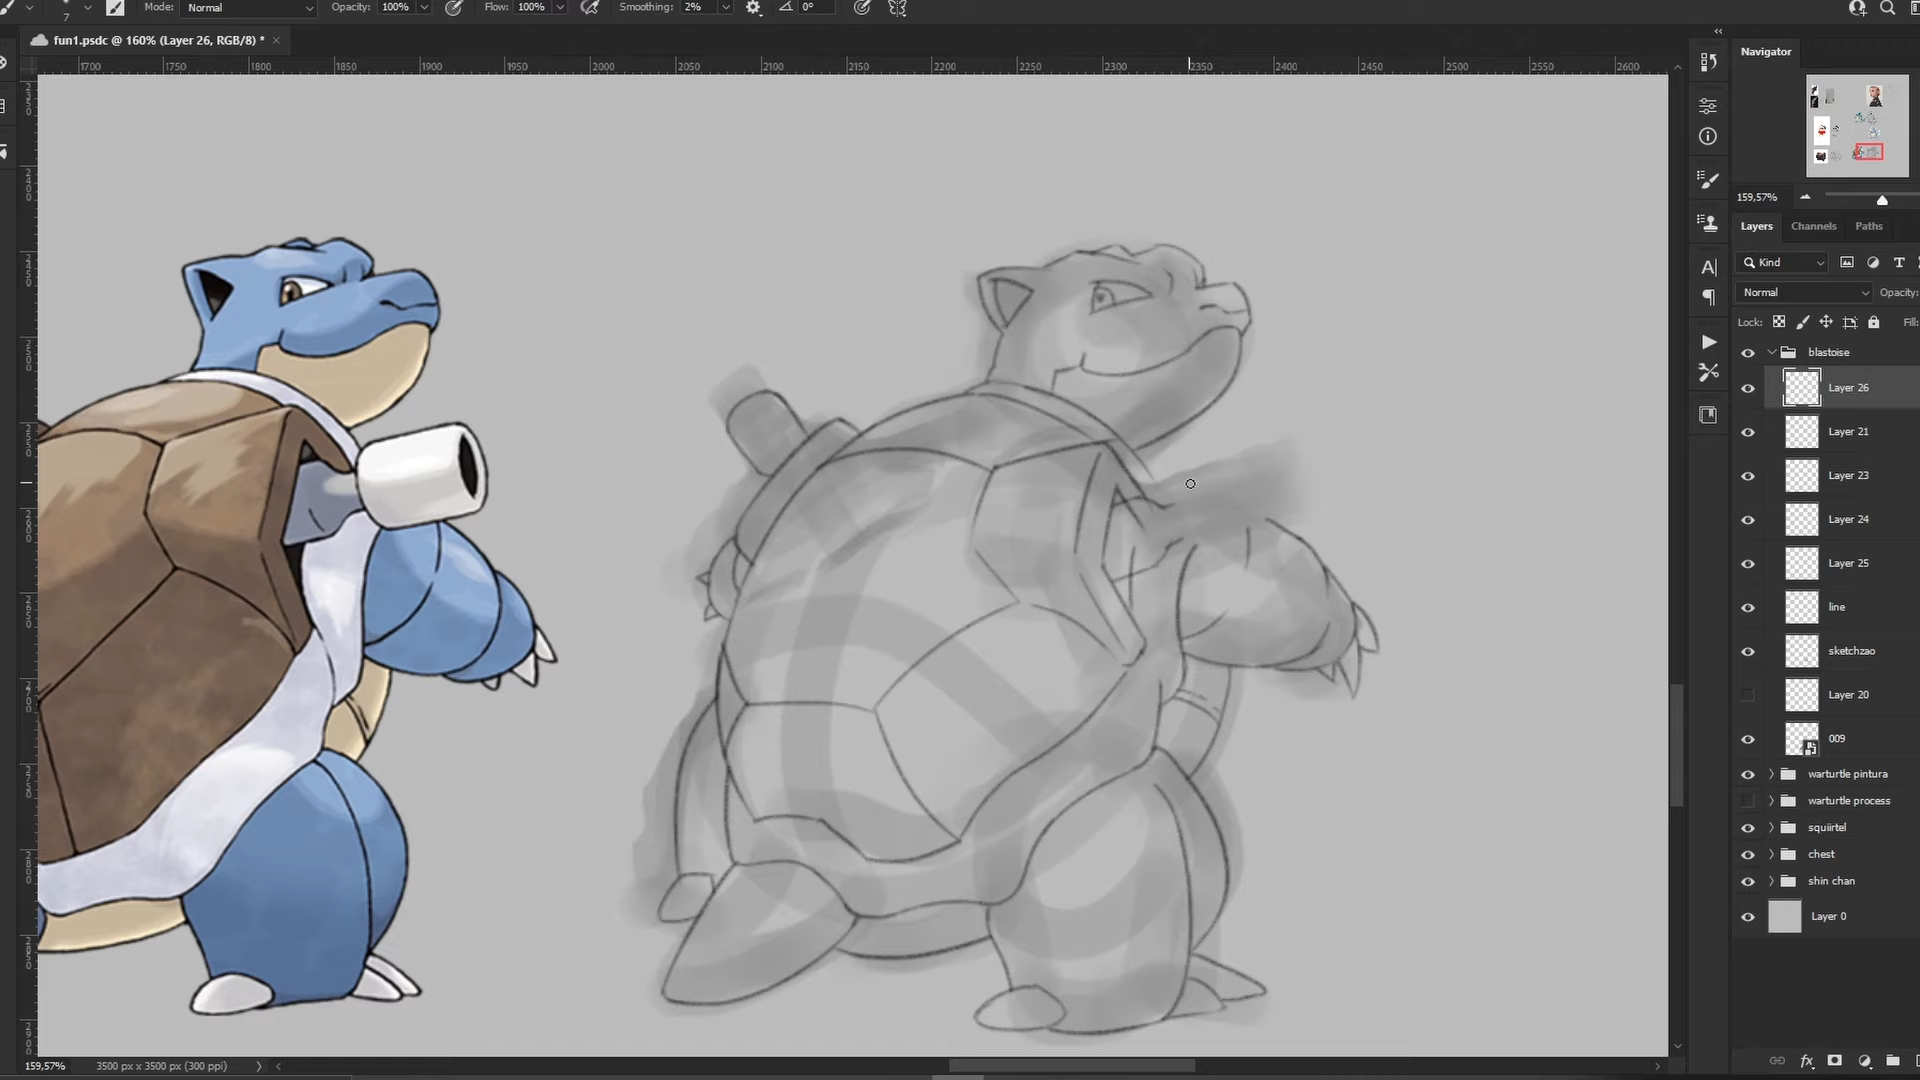 7 Mode: Normal Opacity: 100% Flow: 100% Smoothing: 2% 0°
fun1.psdc @ 160% (Layer 26, RGB/8) * ×
1700 1750 1800 1850 1900 1950 2000 2050 2100 2150 2200 2250 2300 2350 2400 2450 2500 2550 2600
Navigator
159,57%
Layers Channels Paths
Kind
Normal Opacity:
Lock: Fill:
blastoise
Layer 26
Layer 21
Layer 23
Layer 24
Layer 25
line
sketchzao
Layer 20
009
warturtle pintura
warturtle process
squiirtel
chest
shin chan
Layer 0
fx
159,57% 3500 px x 3500 px (300 ppi)